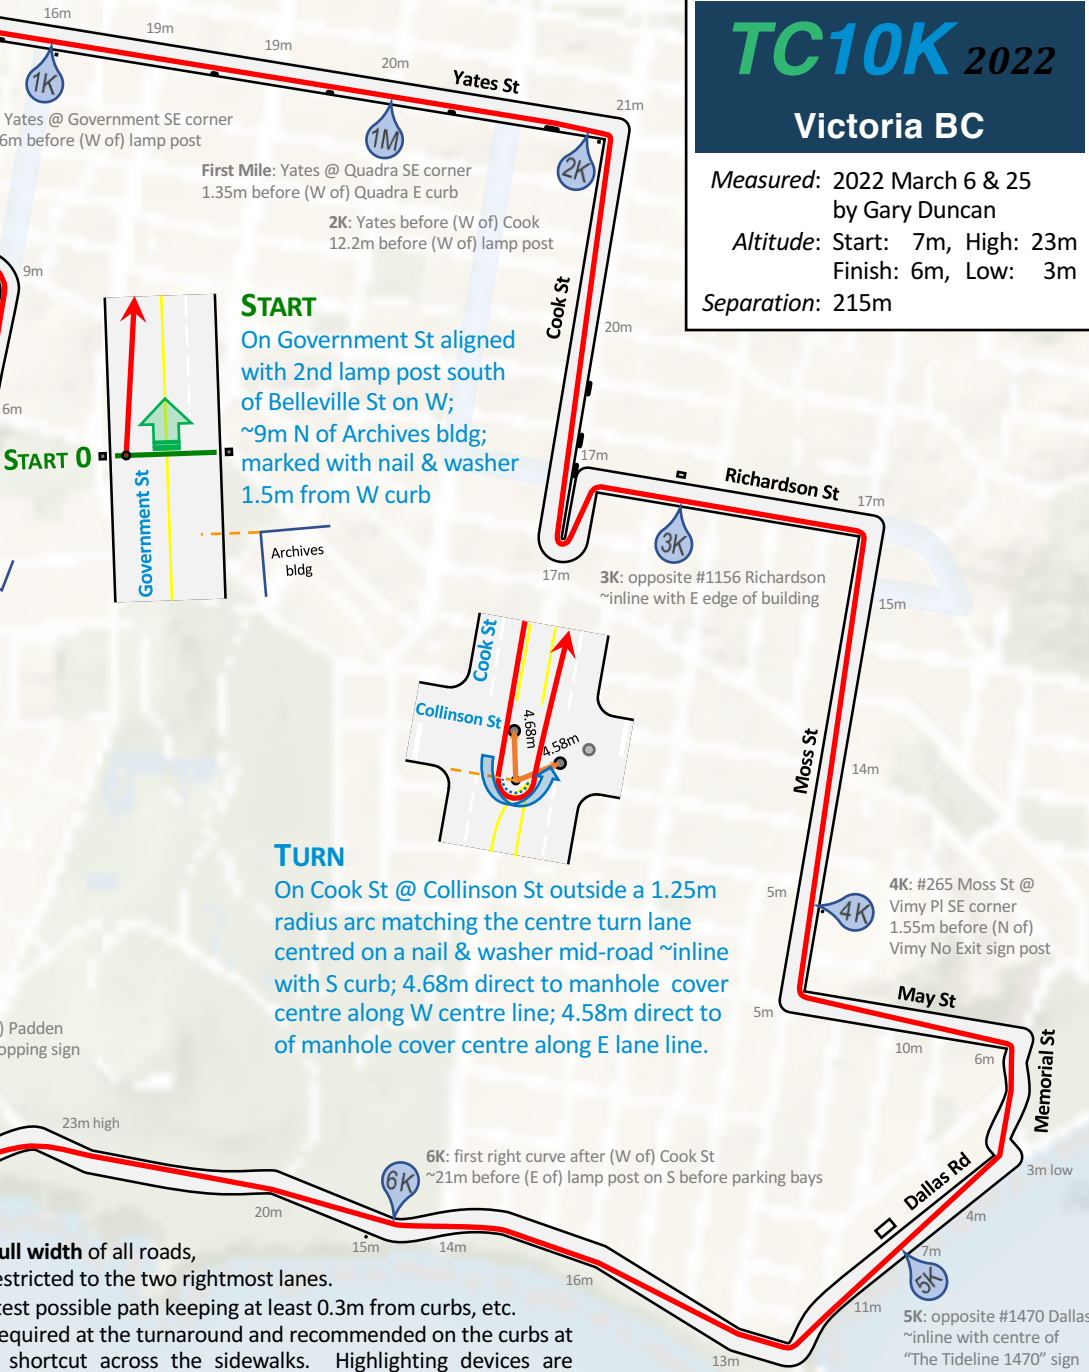 TC10K 2022
Victoria BC
Measured: 2022 March 6 & 25
by Gary Duncan
Altitude: Start: 7m, High: 23m
Finish: 6m, Low: 3m
Separation: 215m
16m
19m
19m
20m
Yates St
21m
1K
Yates @ Government SE corner
6m before (W of) lamp post
1M
First Mile: Yates @ Quadra SE corner
1.35m before (W of) Quadra E curb
2K
2K: Yates before (W of) Cook
12.2m before (W of) lamp post
9m
6m
Cook St
20m
START
On Government St aligned
with 2nd lamp post south
of Belleville St on W;
~9m N of Archives bldg;
marked with nail & washer
1.5m from W curb
START 0
Government St
Archives
bldg
17m
Richardson St
17m
3K
17m
3K: opposite #1156 Richardson
~inline with E edge of building
15m
Cook St
Collinson St
4.68m
4.58m
Moss St
14m
TURN
On Cook St @ Collinson St outside a 1.25m
radius arc matching the centre turn lane
centred on a nail & washer mid-road ~inline
with S curb; 4.68m direct to manhole cover
centre along W centre line; 4.58m direct to
of manhole cover centre along E lane line.
5m
4K
4K: #265 Moss St @
Vimy Pl SE corner
1.55m before (N of)
Vimy No Exit sign post
May St
5m
10m
6m
Memorial St
) Padden
opping sign
23m high
6K: first right curve after (W of) Cook St
~21m before (E of) lamp post on S before parking bays
6K
3m low
Dallas Rd
20m
4m
15m
14m
7m
5K
16m
11m
5K: opposite #1470 Dallas
~inline with centre of
"The Tideline 1470" sign
13m
ull width of all roads,
estricted to the two rightmost lanes.
test possible path keeping at least 0.3m from curbs, etc.
equired at the turnaround and recommended on the curbs at
shortcut across the sidewalks. Highlighting devices are